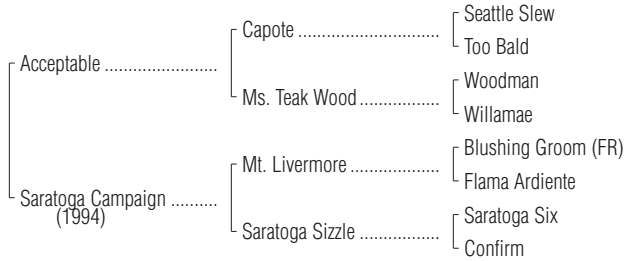 Seattle Slew
Capote
Too Bald
Acceptable
Woodman
Ms. Teak Wood
Willamae
Blushing Groom (FR)
Mt. Livermore
Flama Ardiente
Saratoga Campaign
(1994)
Saratoga Six
Saratoga Sizzle
Confirm